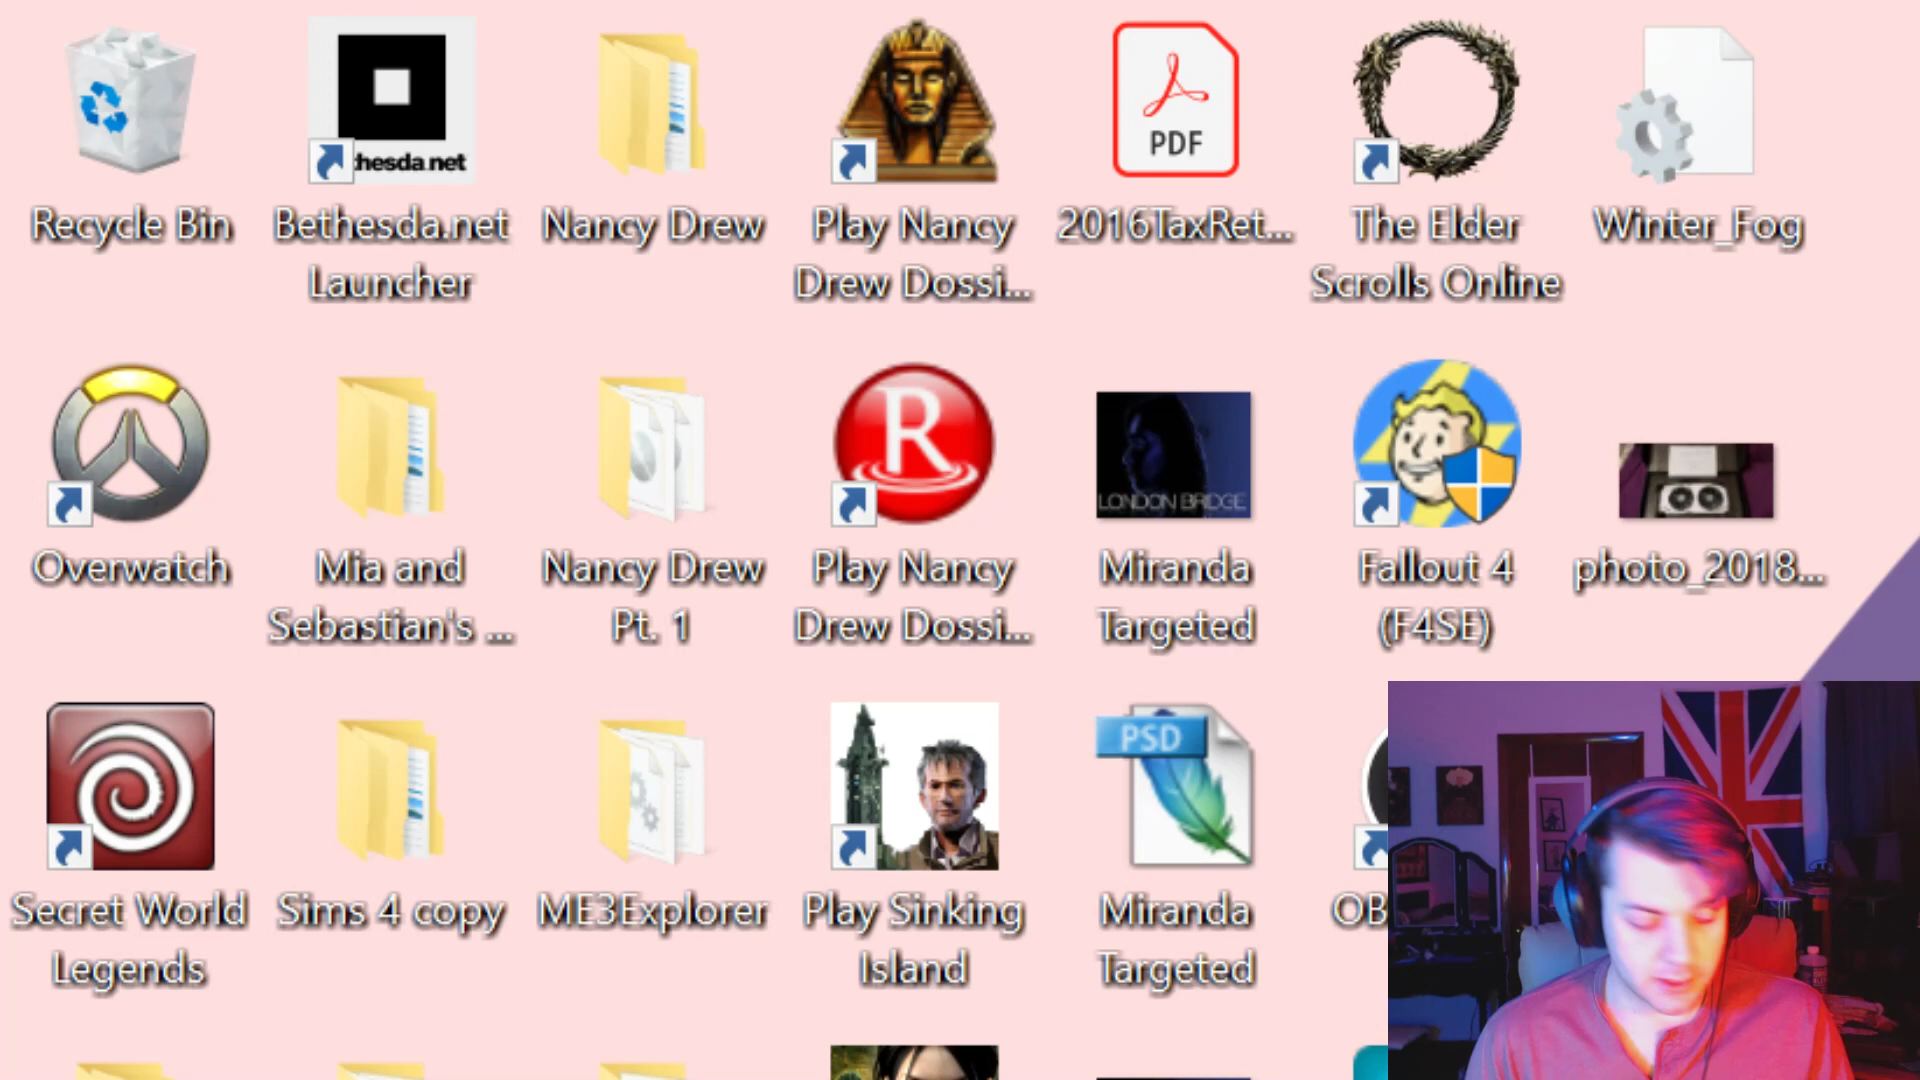 hesda.net
PDF
Recycle Bin
Bethesda.net
Launcher
Nancy Drew
Play Nancy
Drew Dossi...
2016TaxRet...
The Elder
Scrolls Online
Winter_Fog
R
LONDON BRIDGE
Overwatch
Mia and
Sebastian's ...
Nancy Drew
Pt. 1
Play Nancy
Drew Dossi...
Miranda
Targeted
Fallout 4
(F4SE)
photo_2018...
PSD
Secret World
Legends
Sims 4 copy
ME3Explorer
Play Sinking
Island
Miranda
Targeted
OB